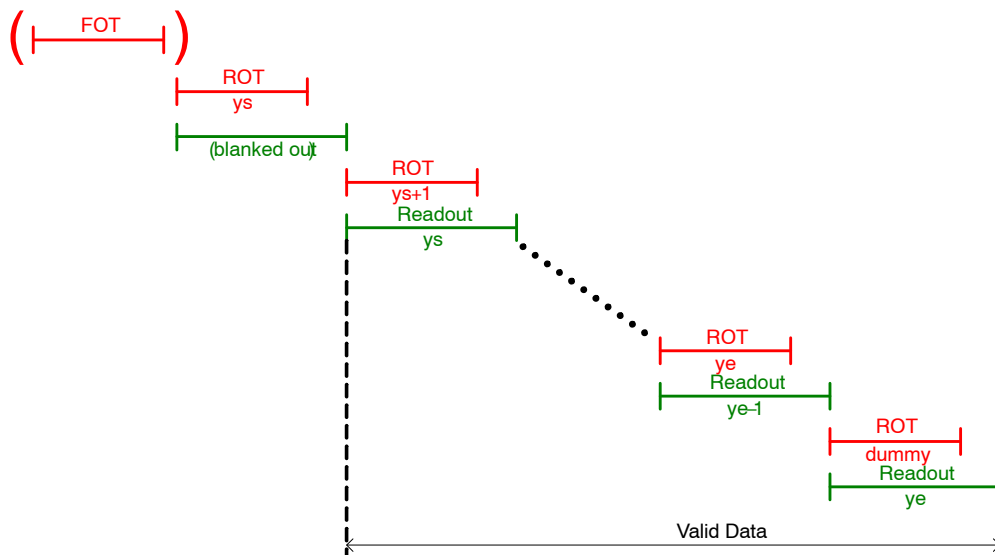 ( FOT )
ROT
ys
(blanked out)
ROT
ys+1
Readout
ys
ROT
ye
Readout
ye–1
ROT
dummy
Readout
ye
Valid Data